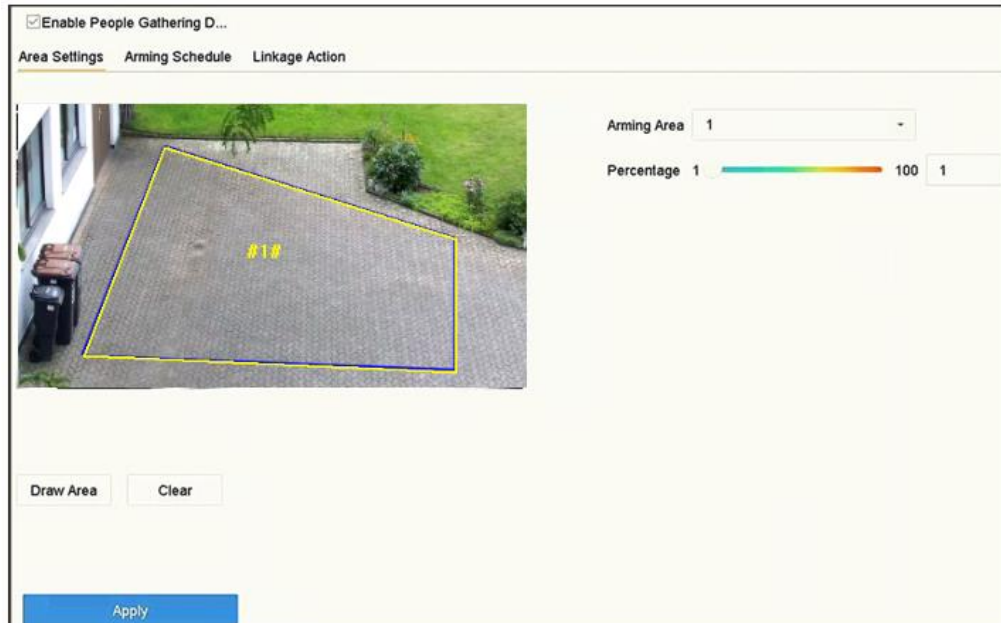 Enable People Gathering D...
Area Settings Arming Schedule Linkage Action
Arming Area 1
Percentage 1 100 1
#1#
Draw Area Clear
Apply